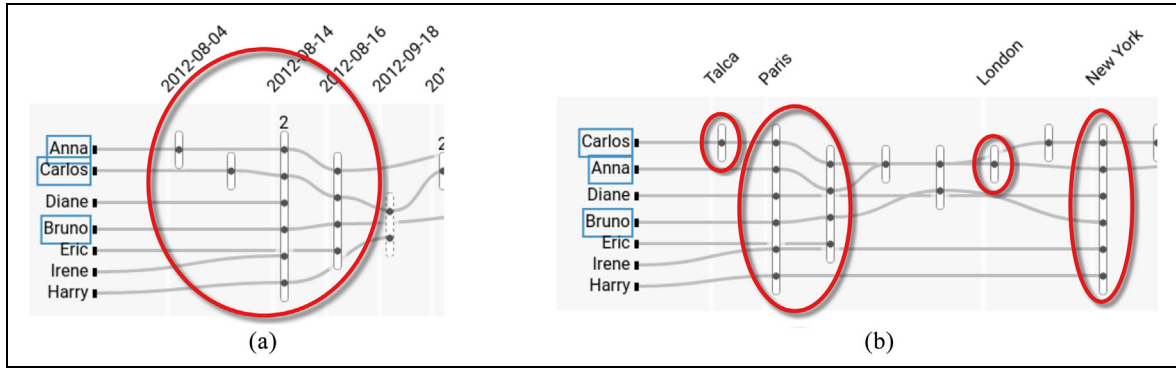 2012-08-04
2012-08-14
2012-08-16
2012-09-18
201
2
2
Anna
Carlos
Diane
Bruno
Eric
Irene
Harry
(a)
Talca
Paris
London
New York
Carlos
Anna
Diane
Bruno
Eric
Irene
Harry
(b)